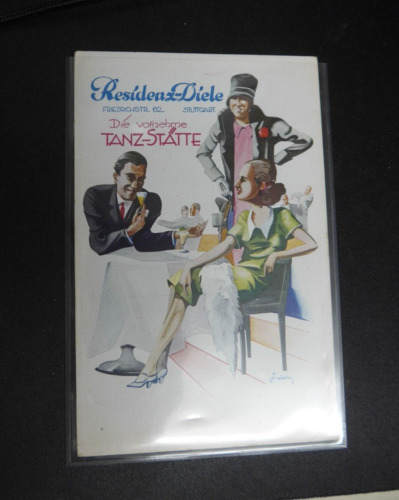 Residenz-Diele
FRIEDRICHSTR. 62. STUTTGART
Die vornehme
TANZ-STÄTTE